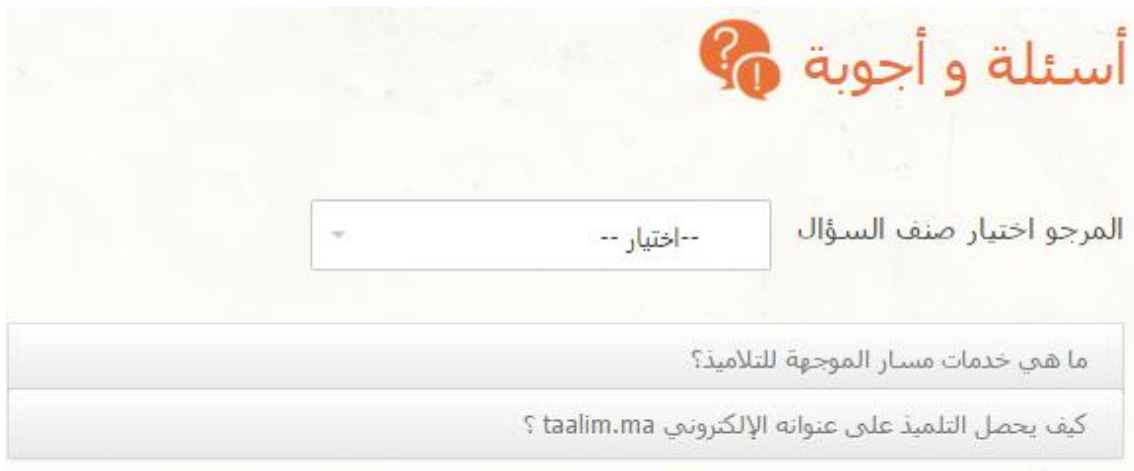 أسئلة و أجوبة
المرجو اختيار صنف السؤال
--اختيار --
ما هي خدمات مسار الموجهة للتلاميذ؟
كيف يحصل التلميذ على عنوانه الإلكتروني taalim.ma ؟